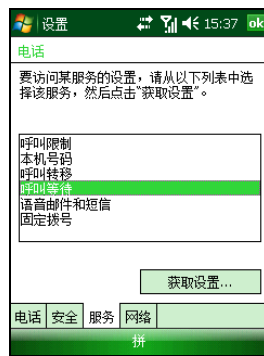 设置 15:37 ok
电话
要访问某服务的设置，请从以下列表中选
择该服务，然后点击"获取设置"。
呼叫限制
本机号码
呼叫转移
呼叫等待
语音邮件和短信
固定拨号
获取设置...
电话 安全 服务 网络
拼